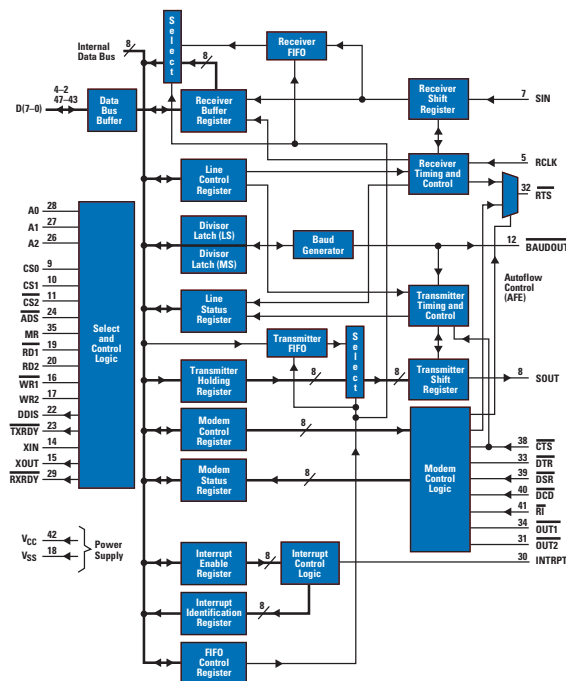 Internal
Data Bus
8
S
e
l
e
c
t
8
Receiver
FIFO
D(7–0)
4–2
47–43
Data
Bus
Buffer
Receiver
Buffer
Register
Receiver
Shift
Register
7
SIN
Line
Control
Register
Receiver
Timing and
Control
5
RCLK
32
RTS
Divisor
Latch (LS)
Divisor
Latch (MS)
Baud
Generator
12
BAUDOUT
Autoflow
Control
(AFE)
Line
Status
Register
Transmitter
Timing and
Control
Transmitter
FIFO
S
e
l
e
c
t
Transmitter
Holding
Register
8
8
Transmitter
Shift
Register
8
SOUT
A0 28
A1 27
A2 26
CS0 9
CS1 10
CS2 11
ADS 24
MR 35
RD1 19
RD2 20
WR1 16
WR2 17
DDIS 22
TXRDY 23
XIN 14
XOUT 15
RXRDY 29
Select
and
Control
Logic
Modem
Control
Register
8
Modem
Status
Register
8
Modem
Control
Logic
38 CTS
33 DTR
39 DSR
40 DCD
41 RI
34 OUT1
31 OUT2
30 INTRPT
VCC 42
VSS 18
Power
Supply
Interrupt
Enable
Register
8
Interrupt
Control
Logic
Interrupt
Identification
Register
8
FIFO
Control
Register